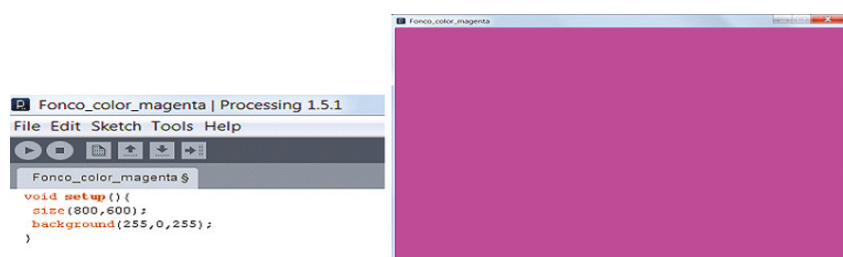 Fonco_color_magenta | Processing 1.5.1
File Edit Sketch Tools Help
Fonco_color_magenta §
void setup(){
size(800,600);
background(255,0,255);
}
Fonco_color_magenta